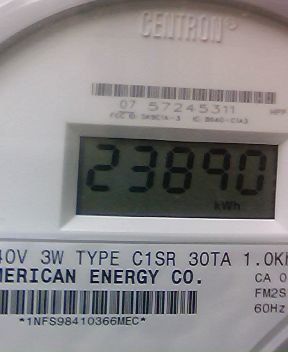 CENTRON®
07 57245311
23890
kWh
40V 3W TYPE C1SR 30TA 1.0Kh
MERICAN ENERGY CO.
CA 0
FM2S
60Hz
*1NFS98410366MEC*